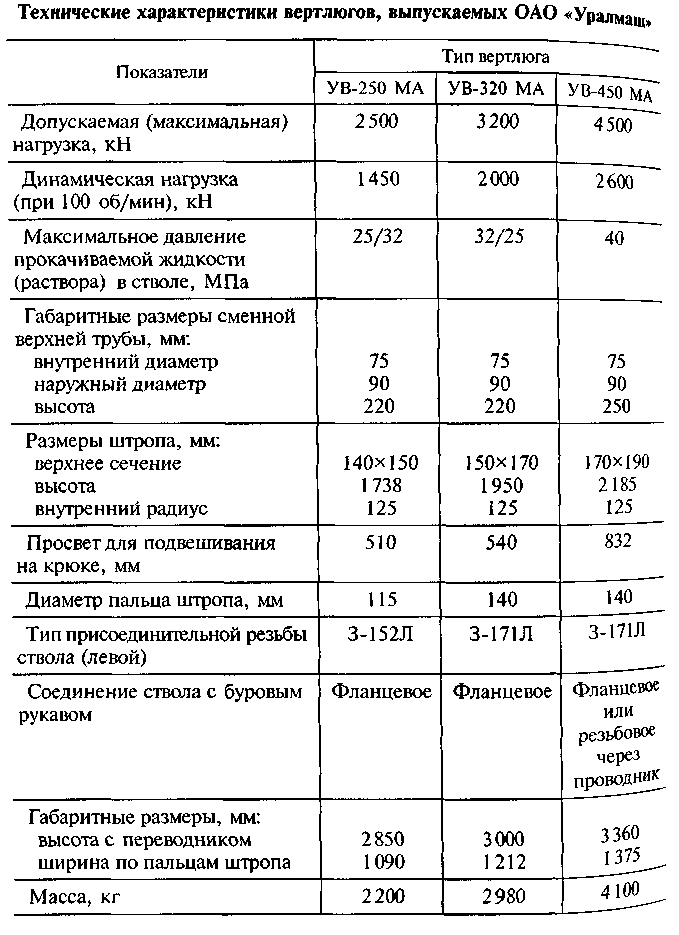 Технические характеристики вертлюгов, выпускаемых ОАО «Уралмаш»
Показатели Тип вертлюга
УВ-250 МА УВ-320 МА УВ-450 МА
Допускаемая (максимальная) 2500 3200 4500
нагрузка, кН
Динамическая нагрузка 1450 2000 2600
(при 100 об/мин), кН
Максимальное давление 25/32 32/25 40
прокачиваемой жидкости
(раствора) в стволе, МПа
Габаритные размеры сменной
верхней трубы, мм:
внутренний диаметр 75 75 75
наружный диаметр 90 90 90
высота 220 220 250
Размеры штропа, мм:
верхнее сечение 140×150 150×170 170×190
высота 1738 1950 2185
внутренний радиус 125 125 125
Просвет для подвешивания 510 540 832
на крюке, мм
Диаметр пальца штропа, мм 115 140 140
Тип присоединительной резьбы З-152Л З-171Л З-171Л
ствола (левой)
Соединение ствола с буровым Фланцевое Фланцевое Фланцевое
рукавом или
резьбовое
через
проводник
Габаритные размеры, мм:
высота с переводником 2850 3000 3360
ширина по пальцам штропа 1090 1212 1375
Масса, кг 2200 2980 4100